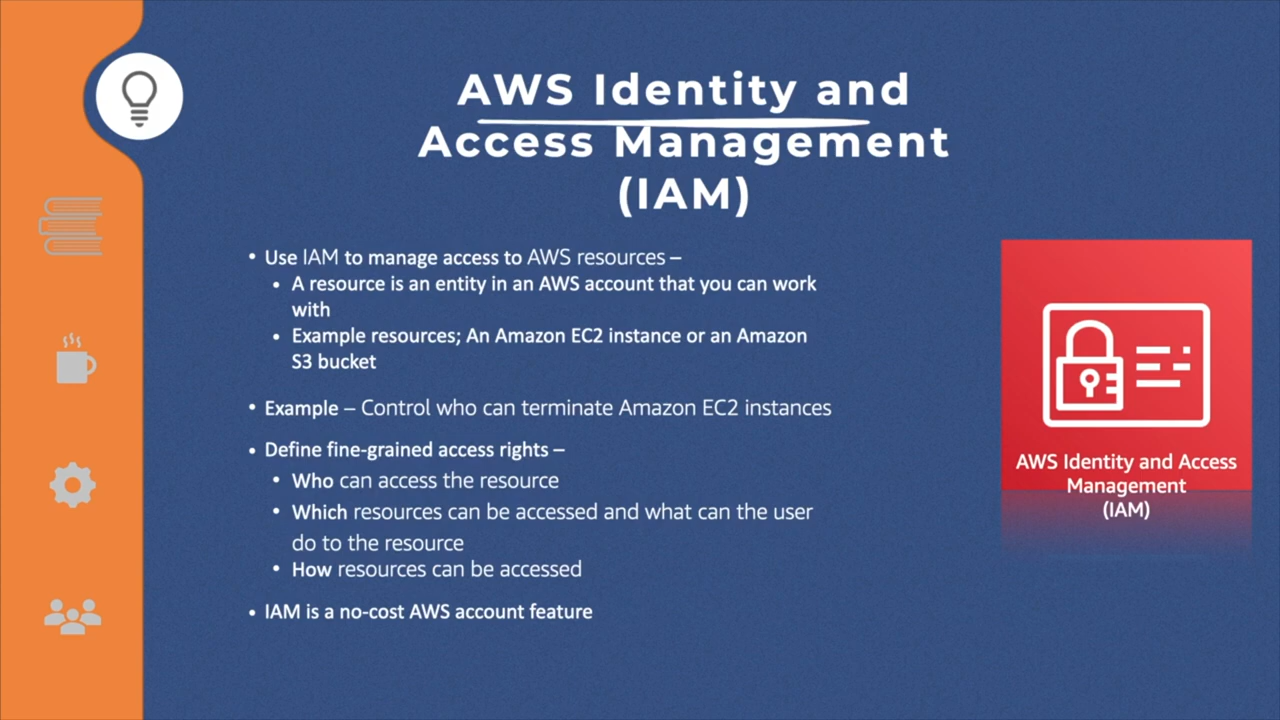 AWS Identity and
Access Management
(IAM)
• Use IAM to manage access to AWS resources –
• A resource is an entity in an AWS account that you can work
with
• Example resources; An Amazon EC2 instance or an Amazon
S3 bucket
• Example – Control who can terminate Amazon EC2 instances
• Define fine-grained access rights –
• Who can access the resource
• Which resources can be accessed and what can the user
do to the resource
• How resources can be accessed
• IAM is a no-cost AWS account feature
AWS Identity and Access
Management
(IAM)